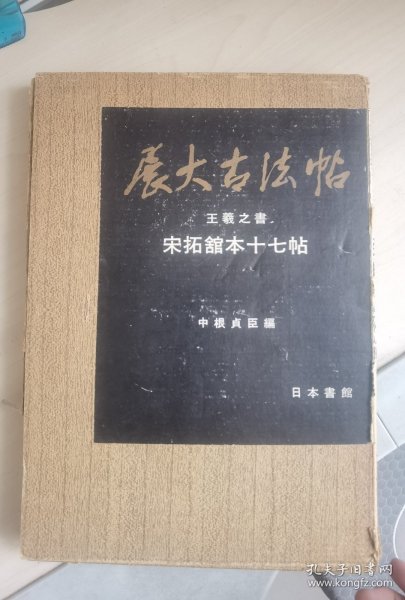 展大古法帖
王羲之書
宋拓舘本十七帖
中根貞臣編
日本書館
孔夫子旧书网
www.kongfz.com